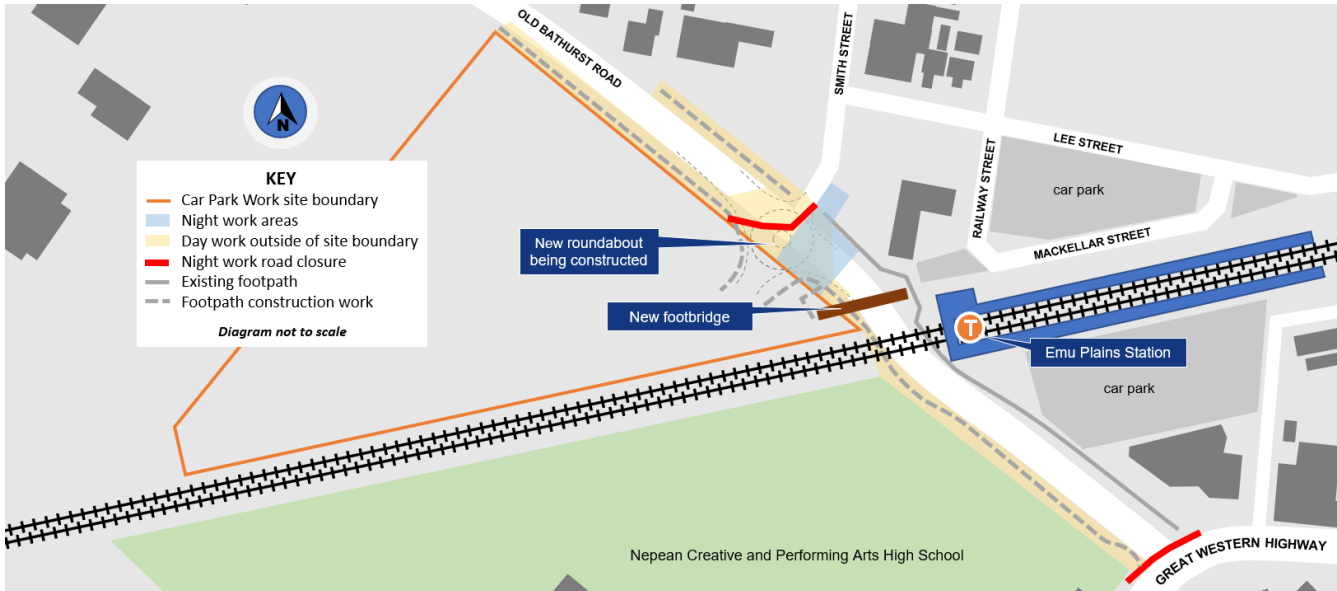 OLD BATHURST ROAD
SMITH STREET
LEE STREET
RAILWAY STREET
car park
MACKELLAR STREET
N
KEY
Car Park Work site boundary
Night work areas
Day work outside of site boundary
Night work road closure
Existing footpath
Footpath construction work
Diagram not to scale
New roundabout
being constructed
New footbridge
T
Emu Plains Station
car park
Nepean Creative and Performing Arts High School
GREAT WESTERN HIGHWAY